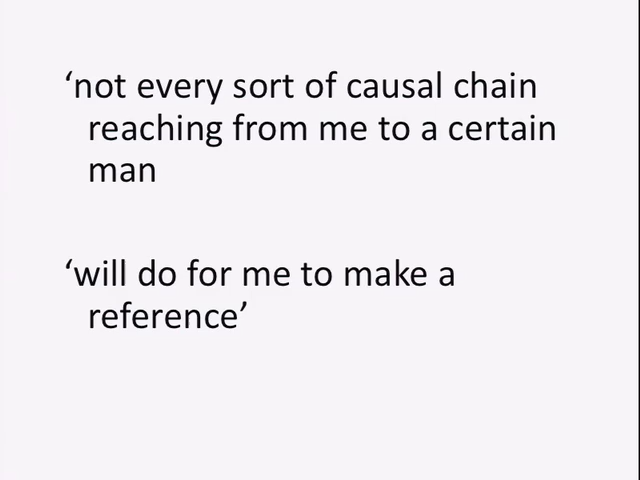 ‘not every sort of causal chain
reaching from me to a certain
man
‘will do for me to make a
reference’